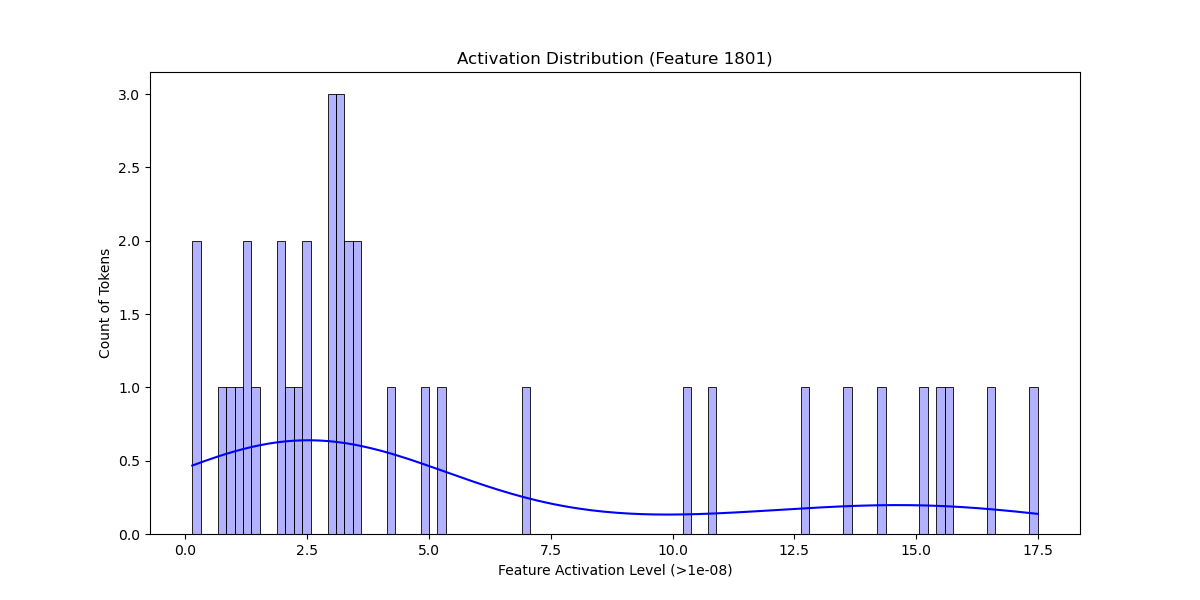 Activation Distribution (Feature 1801)
3.0
2.5
2.0
1.5
1.0
0.5
0.0
Count of Tokens
0.0 2.5 5.0 7.5 10.0 12.5 15.0 17.5
Feature Activation Level (>1e-08)